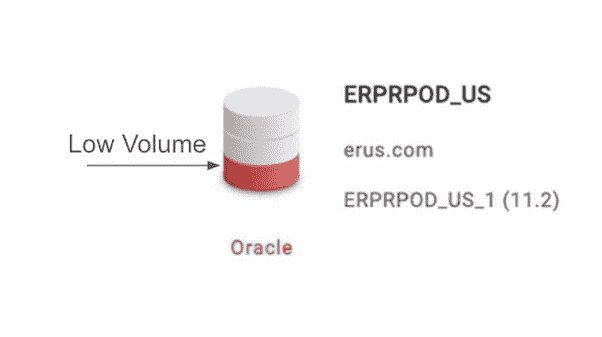 ERPRPOD_US
Low Volume
erus.com
ERPRPOD_US_1 (11.2)
Oracle